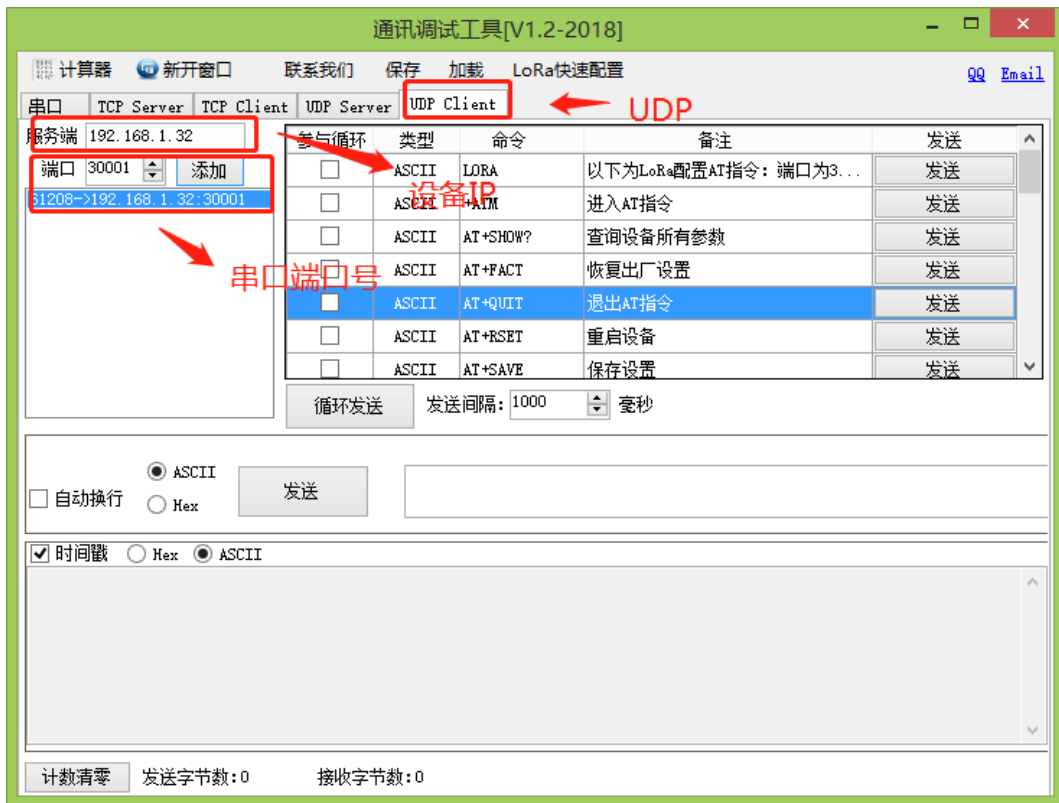 通讯调试工具[V1.2-2018]
计算器 新开窗口 联系我们 保存 加载 LoRa快速配置 QQ Email
串口 TCP Server TCP Client UDP Server UDP Client UDP
服务端 192.168.1.32
端口 30001 添加
61208->192.168.1.32:30001
参与循环 类型 命令 备注 发送
ASCII LORA 以下为LoRa配置AT指令: 端口为3... 发送
设备IP
ASCII +ATM 进入AT指令 发送
ASCII AT+SHOW? 查询设备所有参数 发送
串口端口号
ASCII AT+FACT 恢复出厂设置 发送
ASCII AT+QUIT 退出AT指令 发送
ASCII AT+RSET 重启设备 发送
ASCII AT+SAVE 保存设置 发送
循环发送 发送间隔: 1000 毫秒
ASCII
自动换行 Hex 发送
时间戳 Hex ASCII
计数清零 发送字节数:0 接收字节数:0